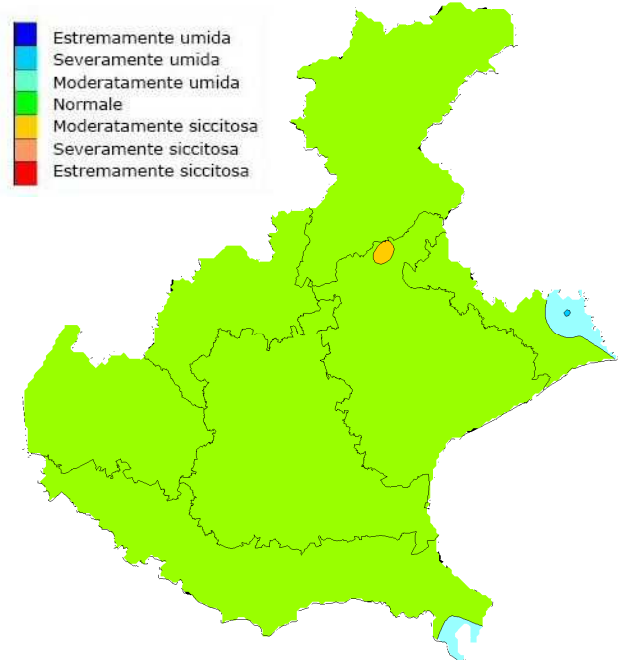 Estremamente umida
Severamente umida
Moderatamente umida
Normale
Moderatamente siccitosa
Severamente siccitosa
Estremamente siccitosa